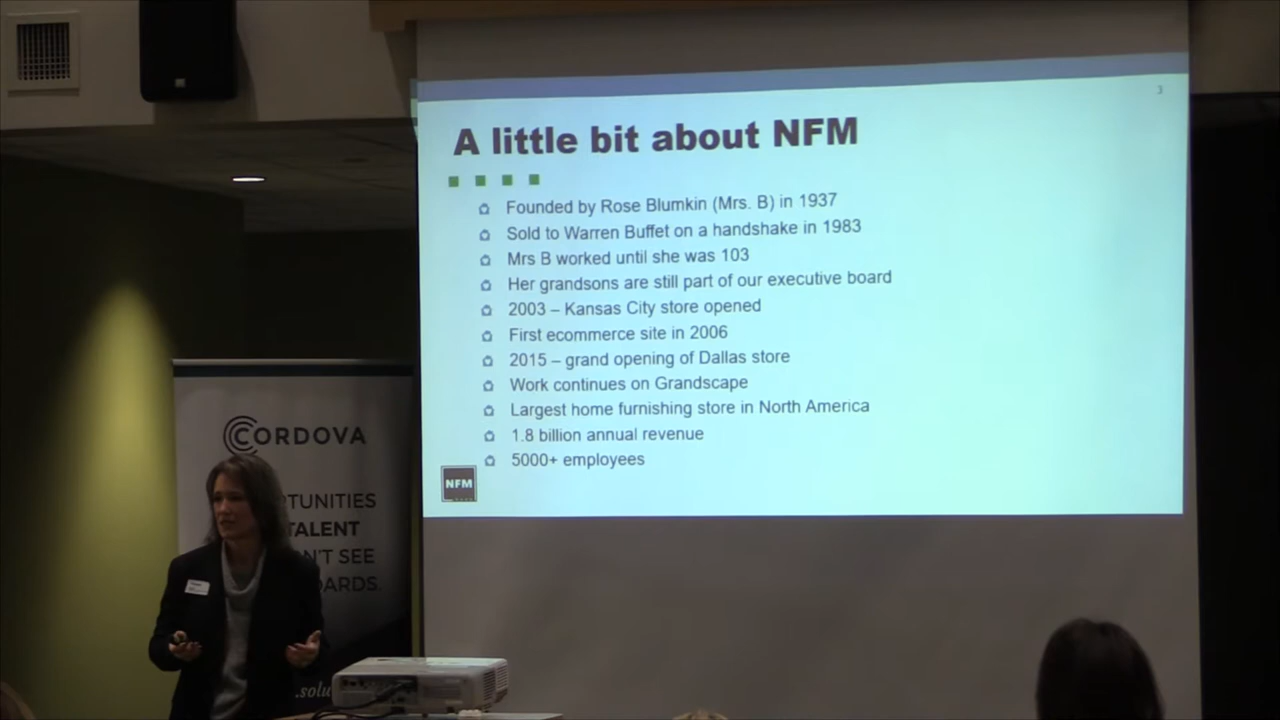 3
A little bit about NFM
Founded by Rose Blumkin (Mrs. B) in 1937
Sold to Warren Buffet on a handshake in 1983
Mrs B worked until she was 103
Her grandsons are still part of our executive board
2003 – Kansas City store opened
First ecommerce site in 2006
2015 – grand opening of Dallas store
Work continues on Grandscape
Largest home furnishing store in North America
1.8 billion annual revenue
5000+ employees
NFM
CORDOVA
TUNITIES
TALENT
N'T SEE
OARDS.
.solu